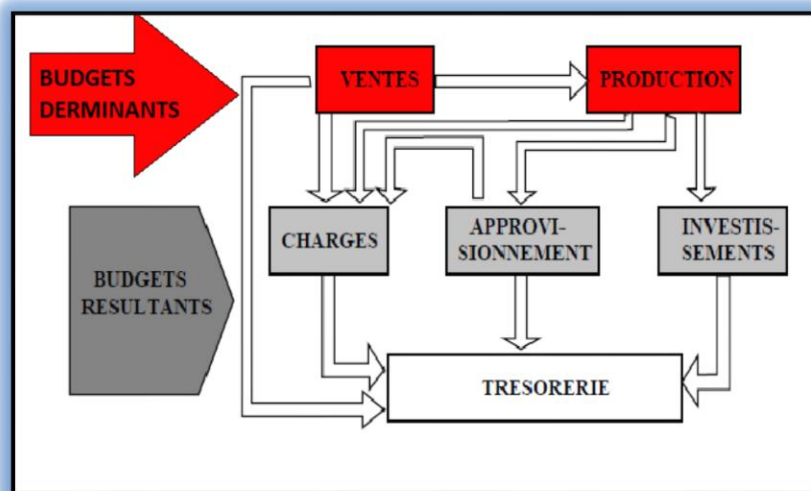 BUDGETS
DERMINANTS
VENTES
PRODUCTION
BUDGETS
RESULTANTS
CHARGES
APPROVI-
SIONNEMENT
INVESTIS-
SEMENTS
TRESORERIE